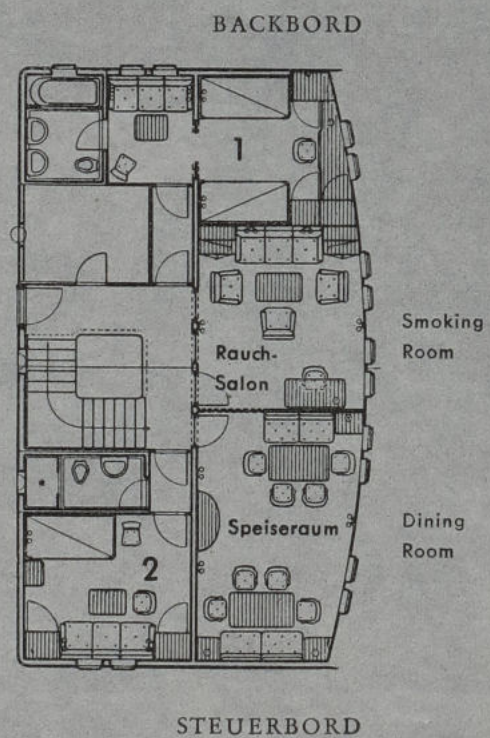 BACKBORD
1
Smoking
Room
Rauch-
Salon
Dining
Room
Speiseraum
2
STEUERBORD